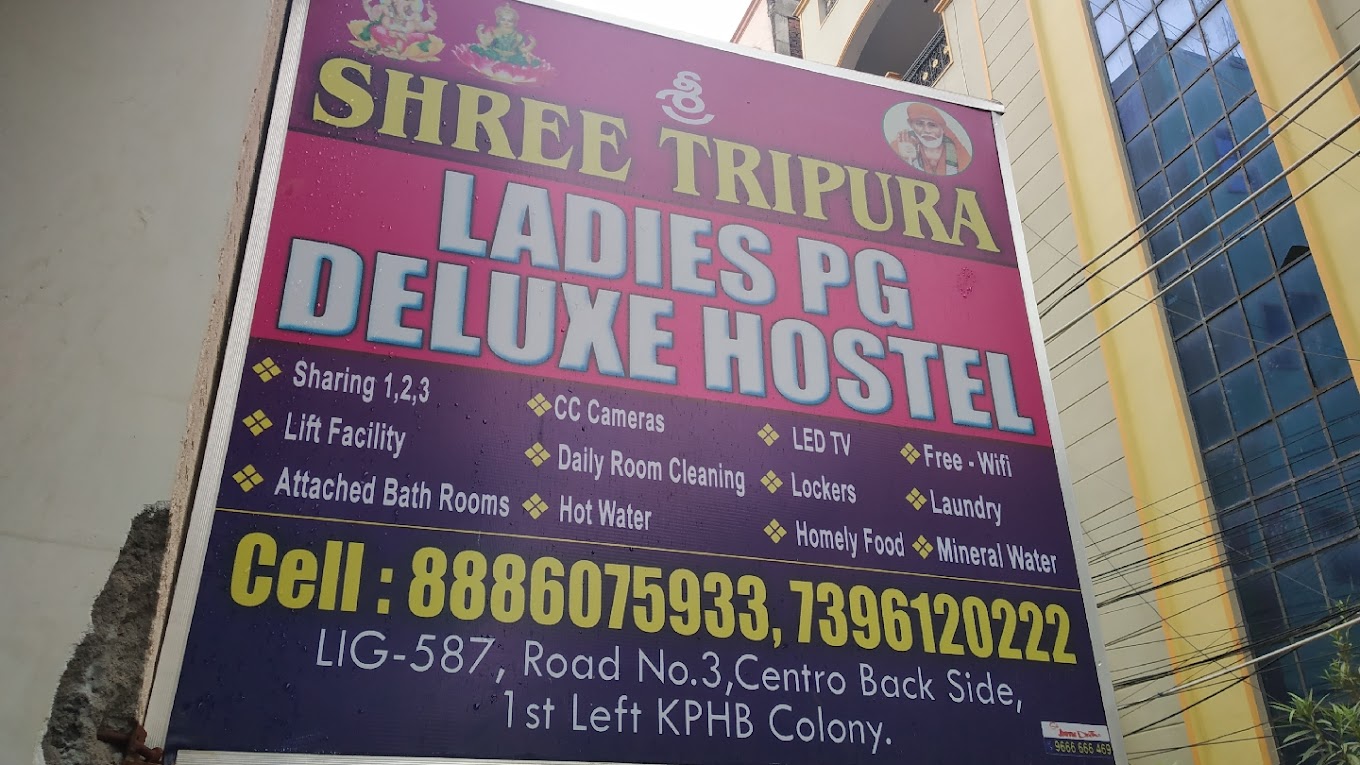 శ్రీ
SHREE TRIPURA
LADIES PG
DELUXE HOSTEL
Sharing 1,2,3
Lift Facility
Attached Bath Rooms
CC Cameras
Daily Room Cleaning
Hot Water
LED TV
Lockers
Homely Food
Free - Wifi
Laundry
Mineral Water
Cell : 8886075933, 7396120222
LIG-587, Road No.3,Centro Back Side,
1st Left KPHB Colony.
9666 666 469